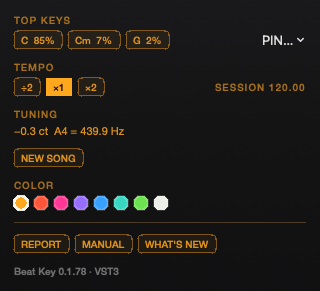 TOP KEYS
C 85% Cm 7% G 2% PIN...
TEMPO
÷2 ×1 ×2 SESSION 120.00
TUNING
−0.3 ct A4 = 439.9 Hz
NEW SONG
COLOR
REPORT MANUAL WHAT'S NEW
Beat Key 0.1.78 · VST3